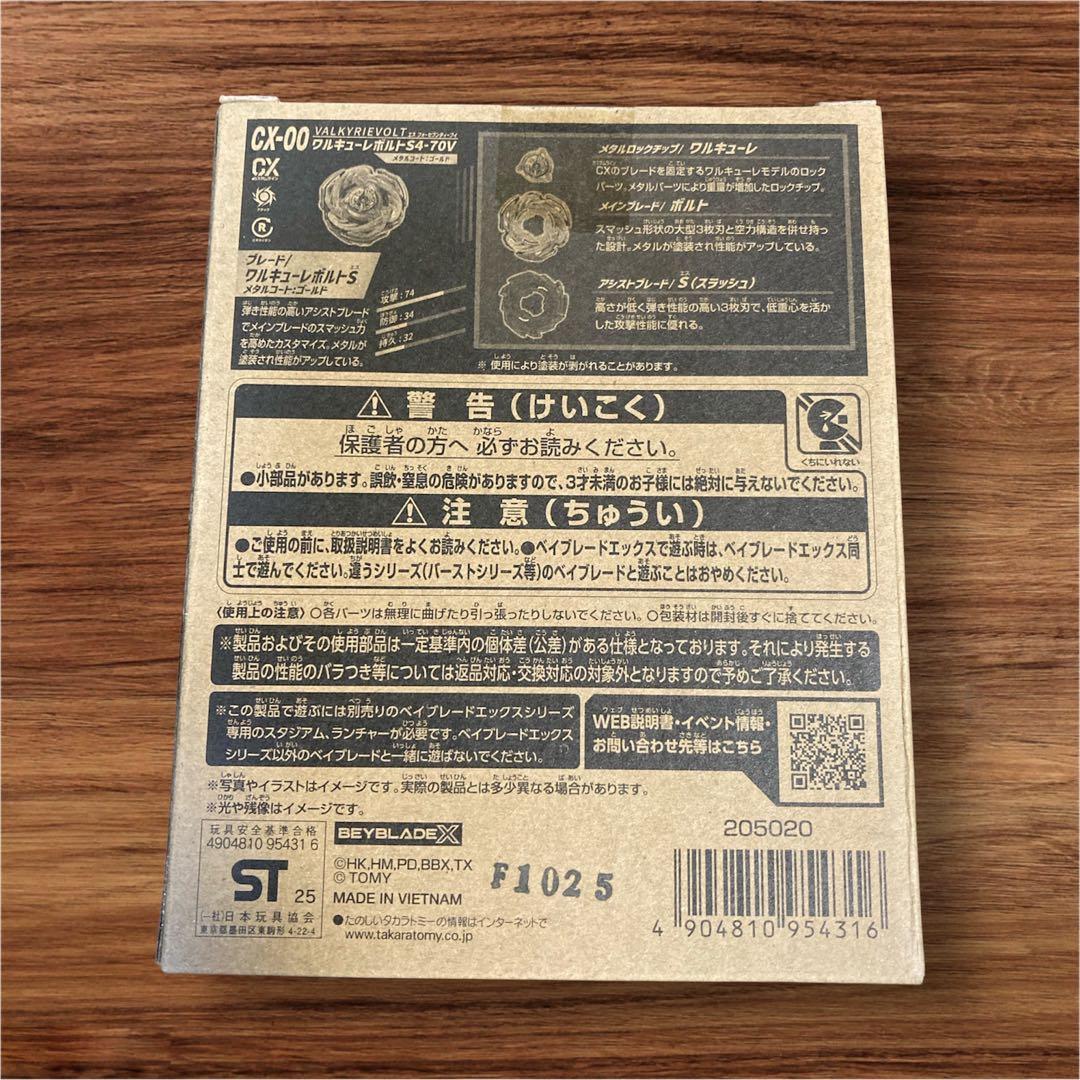 CX-00
VALKYRIEVOLT エス フォーセブンティーブイ
ワルキューレボルトS4-70V
メタルコート:ゴールド
CX
アタック
R
ブレード/
ワルキューレボルトS
メタルコート:ゴールド
弾き性能の高いアシストブレード
でメインブレードのスマッシュ力
を高めたカスタマイズ。メタルが
塗装され性能がアップしている。
攻撃:74
防御:34
持久:32
メタルロックチップ/ ワルキューレ
CXのブレードを固定するワルキューレモデルのロック
パーツ。メタルパーツにより重量が増加したロックチップ。
メインブレード/ ボルト
スマッシュ形状の大型3枚刃と空力構造を併せ持っ
た設計。メタルが塗装され性能がアップしている。
アシストブレード/ S(スラッシュ)
高さが低く弾き性能の高い3枚刃で、低重心を活か
した攻撃性能に優れる。
※使用により塗装が剥がれることがあります。
警 告(けいこく)
保護者の方へ 必ずお読みください。
●小部品があります。誤飲・窒息の危険がありますので、3才未満のお子様には絶対に与えないでください。
くちにいれない
注 意(ちゅうい)
●ご使用の前に、取扱説明書をよくお読みください。●ベイブレードエックスで遊ぶ時は、ベイブレードエックス同
士で遊んでください。違うシリーズ(バーストシリーズ等)のベイブレードと遊ぶことはおやめください。
〈使用上の注意〉 ○各パーツは無理に曲げたり引っ張ったりしないでください。○包装材は開封後すぐに捨ててください。
※製品およびその使用部品は一定基準内の個体差(公差)がある仕様となっております。それにより発生する
製品の性能のバラつき等については返品対応・交換対応の対象外となりますので予めご了承ください。
※この製品で遊ぶには別売りのベイブレードエックスシリーズ
専用のスタジアム、ランチャーが必要です。ベイブレードエックス
シリーズ以外のベイブレードと一緒に遊ばないでください。
WEB説明書・イベント情報・
お問い合わせ先等はこちら
※写真やイラストはイメージです。実際の製品とは多少異なる場合があります。
※光や残像はイメージです。
玩具安全基準合格
4904810 95431 6
ST 25
(一社)日本玩具協会
東京都墨田区東駒形 4-22-4
BEYBLADE X
©HK,HM,PD,BBX,TX
© TOMY
MADE IN VIETNAM
●たのしいタカラトミーの情報はインターネットで
www.takaratomy.co.jp
F1025
205020
4 904810 954316